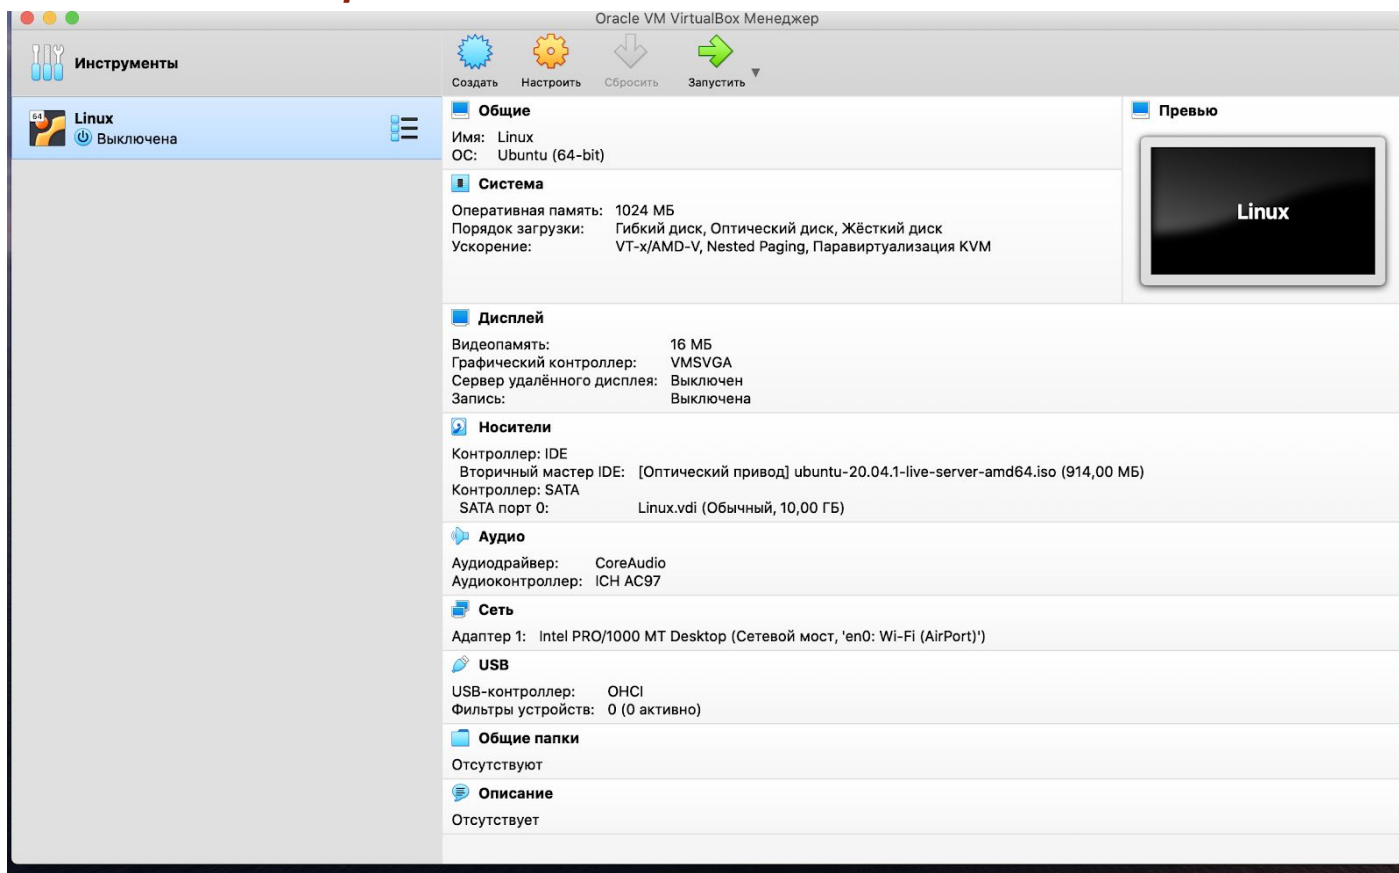 Oracle VM VirtualBox Менеджер
Инструменты
Создать Настроить Сбросить Запустить
64
Linux
Выключена
Общие
Имя: Linux
ОС: Ubuntu (64-bit)
Превью
Linux
Система
Оперативная память: 1024 МБ
Порядок загрузки: Гибкий диск, Оптический диск, Жёсткий диск
Ускорение: VT-x/AMD-V, Nested Paging, Паравиртуализация KVM
Дисплей
Видеопамять: 16 МБ
Графический контроллер: VMSVGA
Сервер удалённого дисплея: Выключен
Запись: Выключена
Носители
Контроллер: IDE
Вторичный мастер IDE: [Оптический привод] ubuntu-20.04.1-live-server-amd64.iso (914,00 МБ)
Контроллер: SATA
SATA порт 0: Linux.vdi (Обычный, 10,00 ГБ)
Аудио
Аудиодрайвер: CoreAudio
Аудиоконтроллер: ICH AC97
Сеть
Адаптер 1: Intel PRO/1000 MT Desktop (Сетевой мост, 'en0: Wi-Fi (AirPort)')
USB
USB-контроллер: OHCI
Фильтры устройств: 0 (0 активно)
Общие папки
Отсутствуют
Описание
Отсутствует